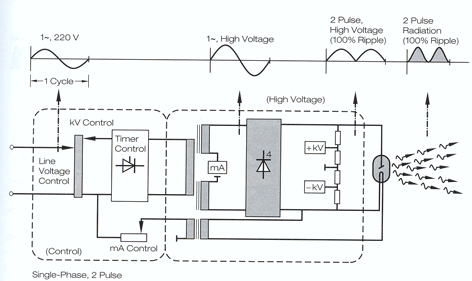 1~, 220 V
1~, High Voltage
2 Pulse,
High Voltage
(100% Ripple)
2 Pulse
Radiation
(100% Ripple)
1 Cycle
(High Voltage)
kV Control
Timer
Control
Line
Voltage
Control
mA
4
+kV
−kV
mA Control
(Control)
Single-Phase, 2 Pulse